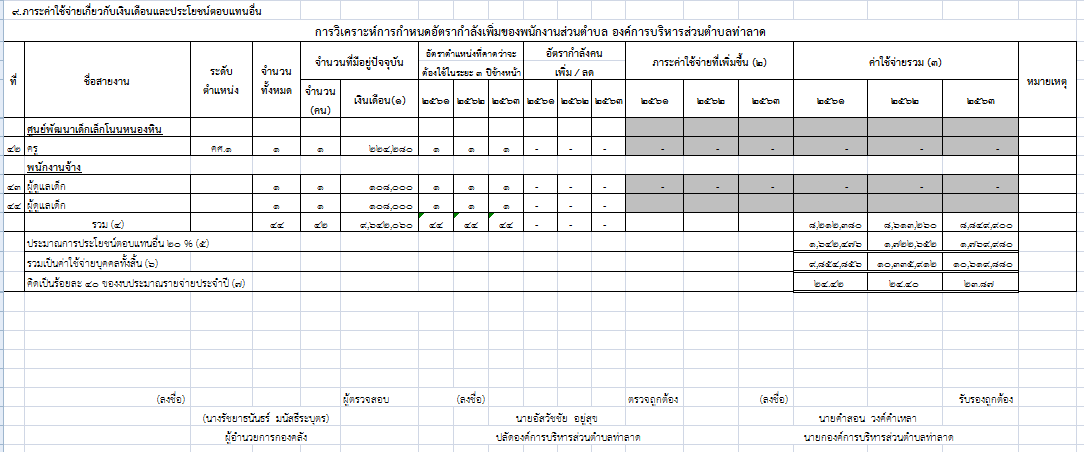 ๙.ภาระค่าใช้จ่ายเกี่ยวกับเงินเดือนและประโยชน์ตอบแทนอื่น
การวิเคราะห์การกำหนดอัตรากำลังเพิ่มของพนักงานส่วนตำบล องค์การบริหารส่วนตำบลท่าลาด
ที่ ชื่อสายงาน ระดับตำแหน่ง จำนวนทั้งหมด จำนวนที่มีอยู่ปัจจุบัน อัตราตำแหน่งที่คาดว่าจะต้องใช้ในระยะ ๓ ปีข้างหน้า อัตรากำลังคน เพิ่ม / ลด ภาระค่าใช้จ่ายที่เพิ่มขึ้น (๒) ค่าใช้จ่ายรวม (๓) หมายเหตุ
จำนวน (คน) เงินเดือน(๑) ๒๕๖๑ ๒๕๖๒ ๒๕๖๓ ๒๕๖๑ ๒๕๖๒ ๒๕๖๓ ๒๕๖๑ ๒๕๖๒ ๒๕๖๓ ๒๕๖๑ ๒๕๖๒ ๒๕๖๓
ศูนย์พัฒนาเด็กเล็กโนนหนองหิน
๔๒ ครู คศ.๑ ๑ ๑ ๒๒๔,๒๘๐ ๑ ๑ ๑ - - - - - - - - -
พนักงานจ้าง
๔๓ ผู้ดูแลเด็ก ๑ ๑ ๑๐๘,๐๐๐ ๑ ๑ ๑ - - - - - - - - -
๔๔ ผู้ดูแลเด็ก ๑ ๑ ๑๐๘,๐๐๐ ๑ ๑ ๑ - - -
รวม (๔) ๔๔ ๔๒ ๙,๖๔๒,๐๖๐ ๔๔ ๔๔ ๔๔ - - - ๘,๒๑๒,๓๘๐ ๘,๖๑๓,๒๖๐ ๘,๘๔๙,๙๐๐
ประมาณการประโยชน์ตอบแทนอื่น ๒๐ % (๕) ๑,๖๔๒,๔๗๖ ๑,๗๒๒,๖๕๒ ๑,๗๖๙,๙๘๐
รวมเป็นค่าใช้จ่ายบุคคลทั้งสิ้น (๖) ๙,๘๕๔,๘๕๖ ๑๐,๓๓๕,๙๑๒ ๑๐,๖๑๙,๘๘๐
คิดเป็นร้อยละ ๔๐ ของงบประมาณรายจ่ายประจำปี (๗) ๒๔.๔๒ ๒๔.๔๐ ๒๓.๘๗
(ลงชื่อ) ผู้ตรวจสอบ (ลงชื่อ) ตรวจถูกต้อง (ลงชื่อ) รับรองถูกต้อง
(นางรัชยาธนันธร์ มนัสธีระบุตร) นายอัสวัชชัย อยู่สุข นายคำสอน วงศ์คำเหลา
ผู้อำนวยการกองคลัง ปลัดองค์การบริหารส่วนตำบลท่าลาด นายกองค์การบริหารส่วนตำบลท่าลาด